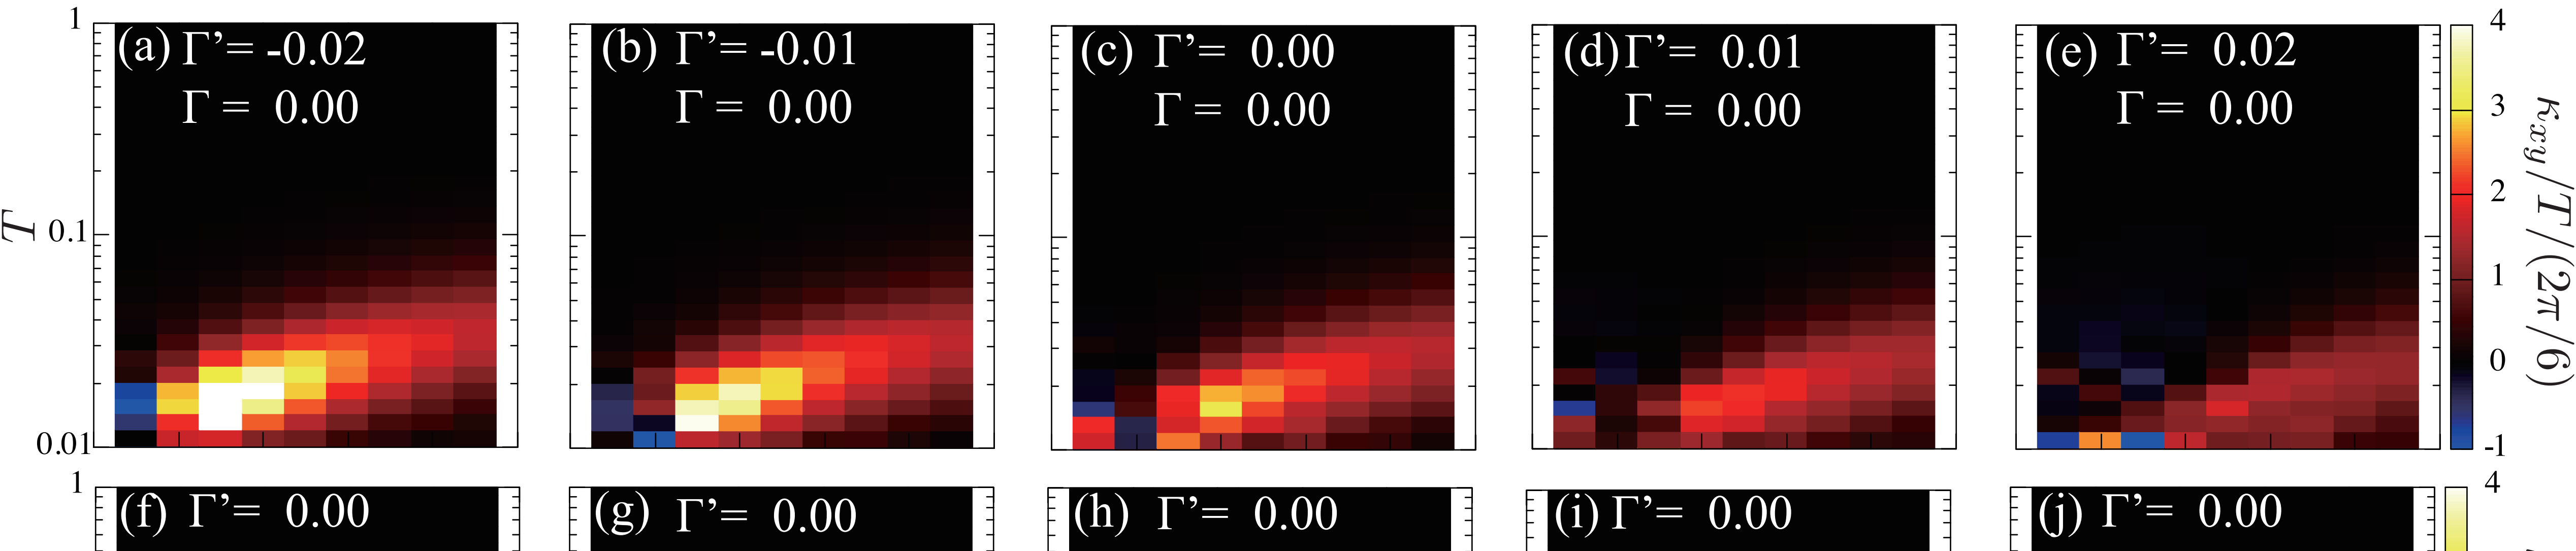 1
(a) Γ'= -0.02
Γ = 0.00
(b) Γ'= -0.01
Γ = 0.00
(c) Γ'= 0.00
Γ = 0.00
(d) Γ'= 0.01
Γ = 0.00
(e) Γ'= 0.02
Γ = 0.00
T
0.1
0.01
4
3
2
1
0
-1
κxy/T/(2π/6)
1
(f) Γ'= 0.00
(g) Γ'= 0.00
(h) Γ'= 0.00
(i) Γ'= 0.00
(j) Γ'= 0.00
4